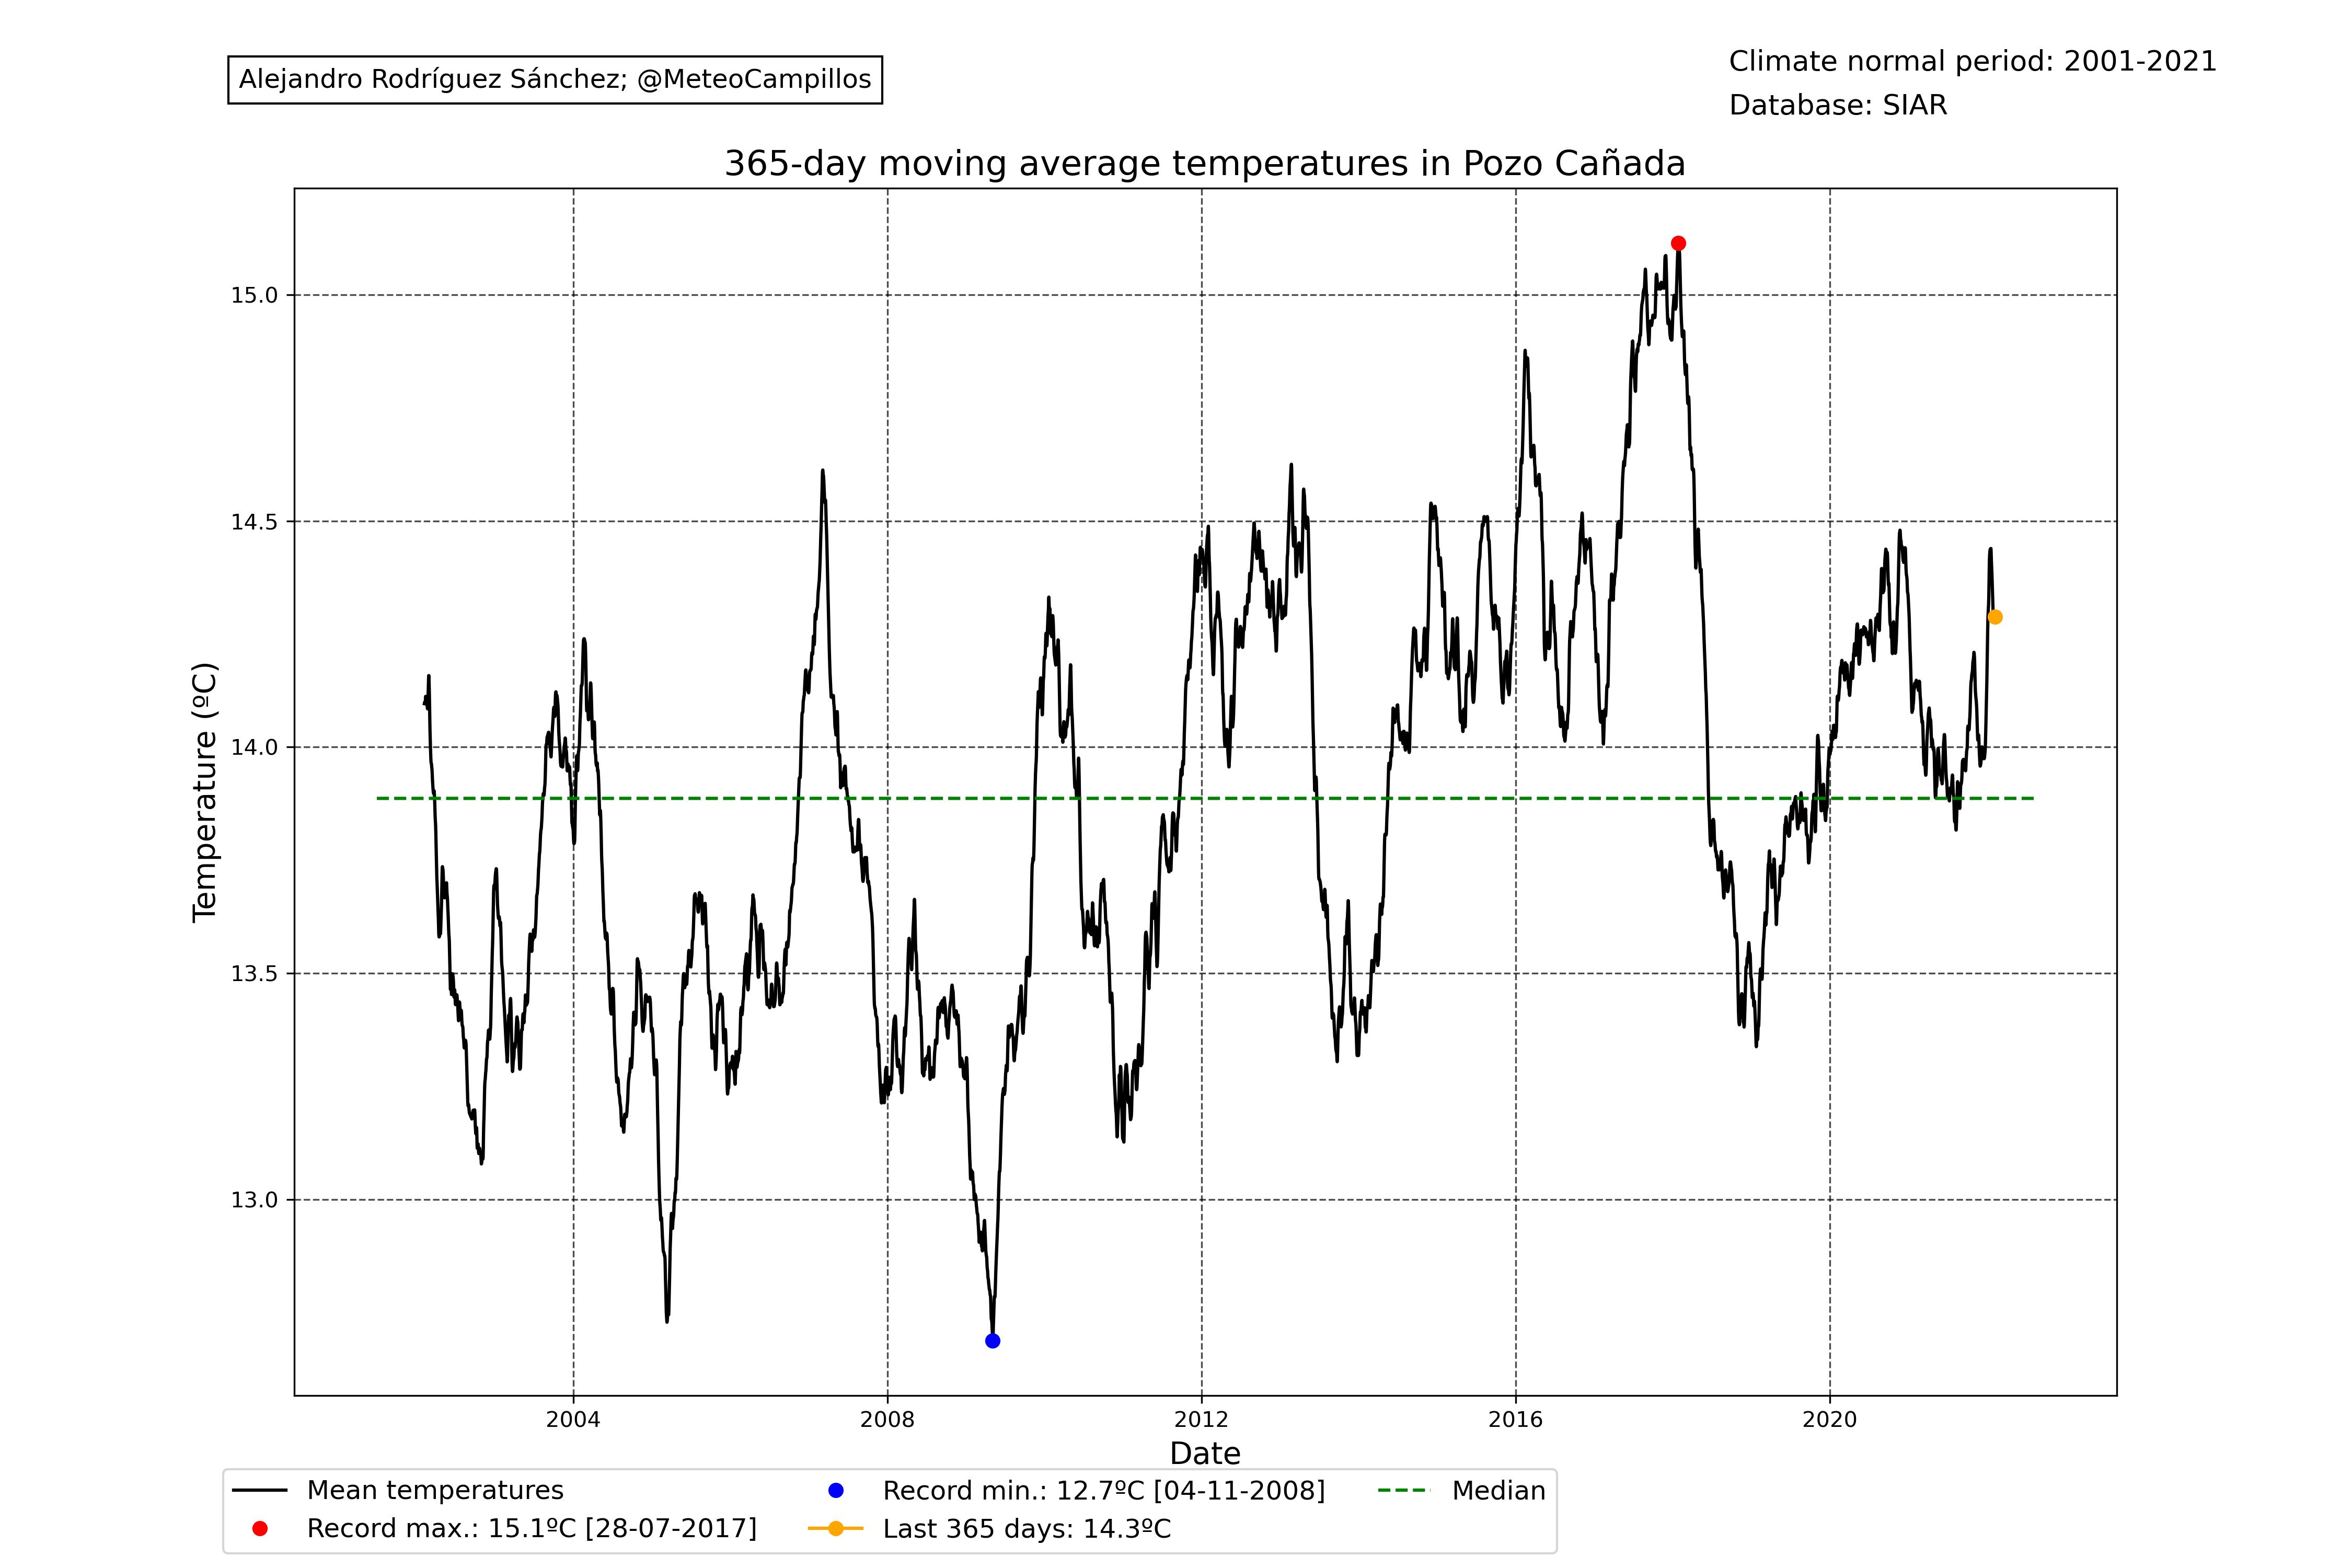 Alejandro Rodríguez Sánchez; @MeteoCampillos
Climate normal period: 2001-2021
Database: SIAR
365-day moving average temperatures in Pozo Cañada
15.0
14.5
14.0
13.5
13.0
Temperature (ºC)
2004 2008 2012 2016 2020
Date
Mean temperatures
Record max.: 15.1ºC [28-07-2017]
Record min.: 12.7ºC [04-11-2008]
Last 365 days: 14.3ºC
Median